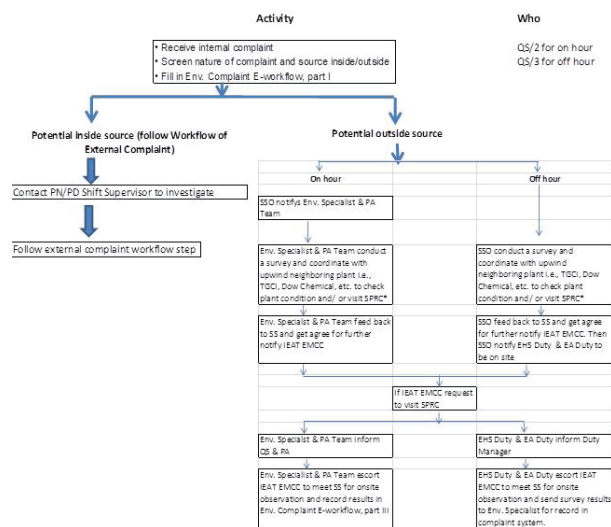 Activity
Who
• Receive internal complaint
• Screen nature of complaint and source inside/outside
• Fill in Env. Complaint E-workflow, part I
QS/2 for on hour
QS/3 for off hour
Potential inside source (follow Workflow of
External Complaint)
Potential outside source
On hour
Off hour
Contact PN/PD Shift Supervisor to investigate
SSO notifys Env. Specialist & PA
Team
Follow external complaint workflow step
Env. Specialist & PA Team conduct
a survey and coordinate with
upwind neighboring plant i.e.,
TGCI, Dow Chemical, etc. to check
plant condition and/ or visit SPRC*
SSO conduct a survey and
coordinate with upwind
neighboring plant i.e., TGCI, Dow
Chemical, etc. to check plant
condition and/ or visit SPRC*
Env. Specialist & PA Team feed back
to SS and get agree for further
notify IEAT EMCC
SSO feed back to SS and get agree
for further notify IEAT EMCC. Then
SSO notify EHS Duty & EA Duty to
be on site
If IEAT EMCC request
to visit SPRC
Env. Specialist & PA Team Inform
QS & PA
EHS Duty & EA Duty inform Duty
Manager
Env. Specialist & PA Team escort
IEAT EMCC to meet SS for onsite
observation and record results in
Env. Complaint E-workflow, part III
EHS Duty & EA Duty escort IEAT
EMCC to meet SS for onsite
observation and send survey results
to Env. Specialist for record in
complaint system.